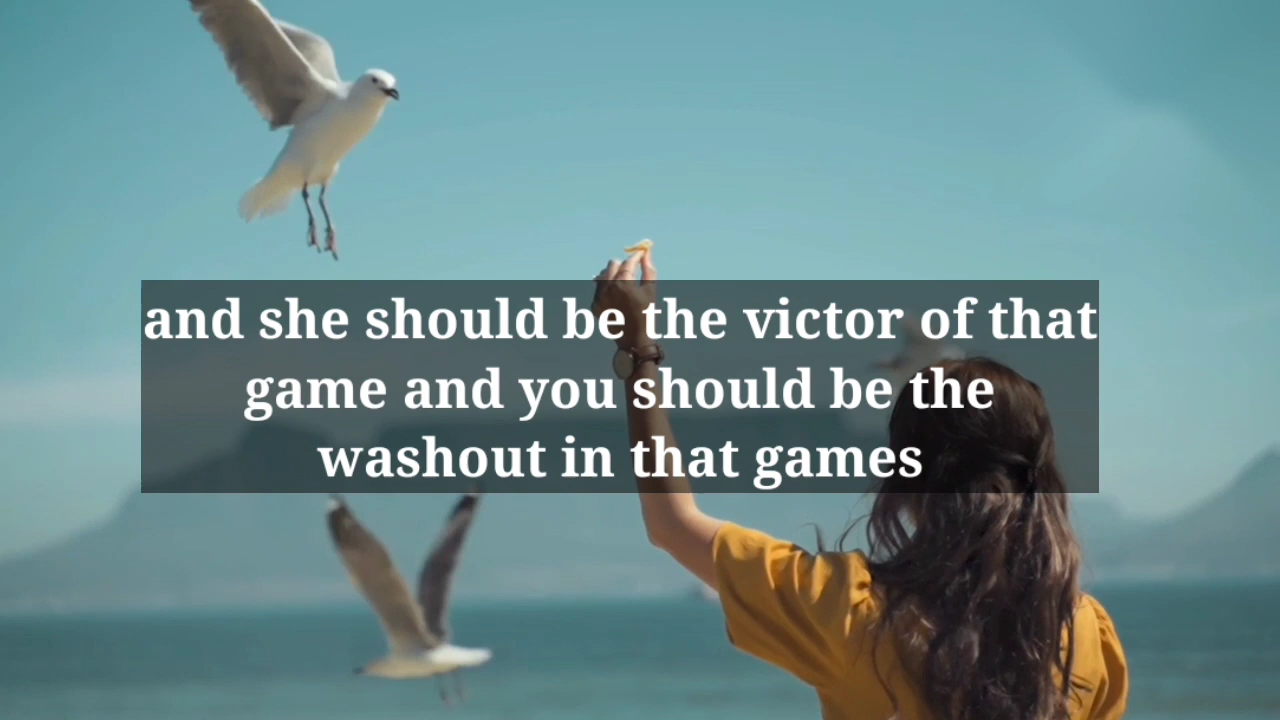 and she should be the victor of that
game and you should be the
washout in that games